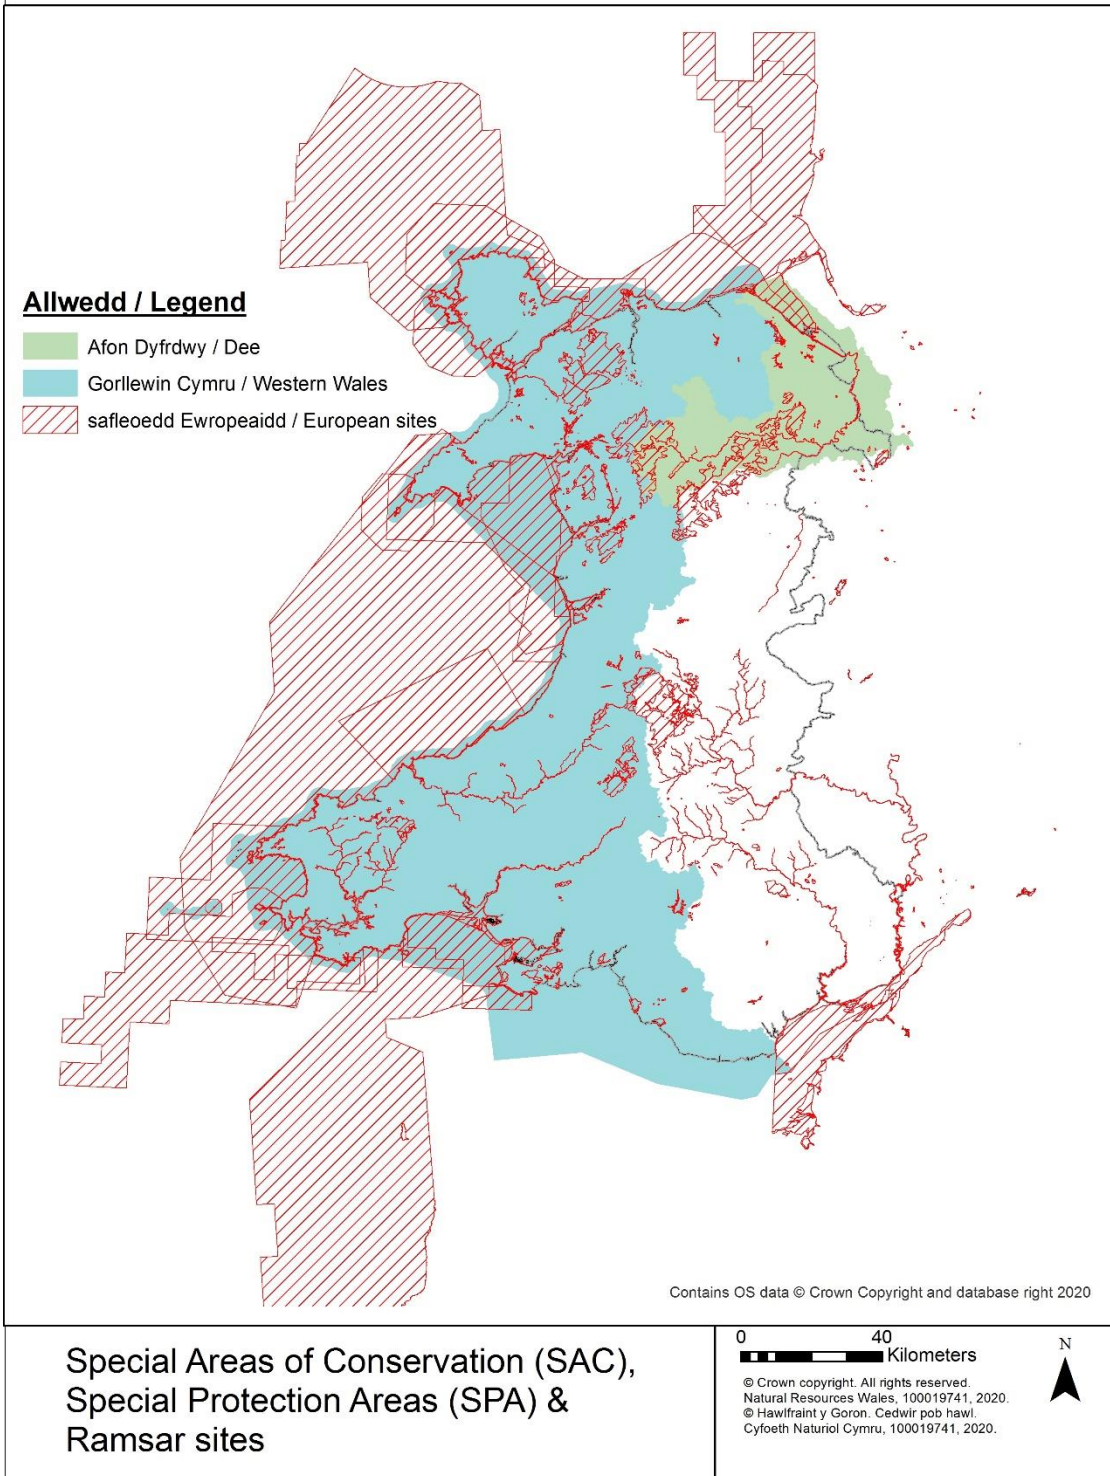 Allwedd / Legend
Afon Dyfrdwy / Dee
Gorllewin Cymru / Western Wales
safleoedd Ewropeaidd / European sites
Contains OS data © Crown Copyright and database right 2020
Special Areas of Conservation (SAC),
Special Protection Areas (SPA) &
Ramsar sites
0 40
Kilometers
N
© Crown copyright. All rights reserved.
Natural Resources Wales, 100019741, 2020.
© Hawlfraint y Goron. Cedwir pob hawl.
Cyfoeth Naturiol Cymru, 100019741, 2020.